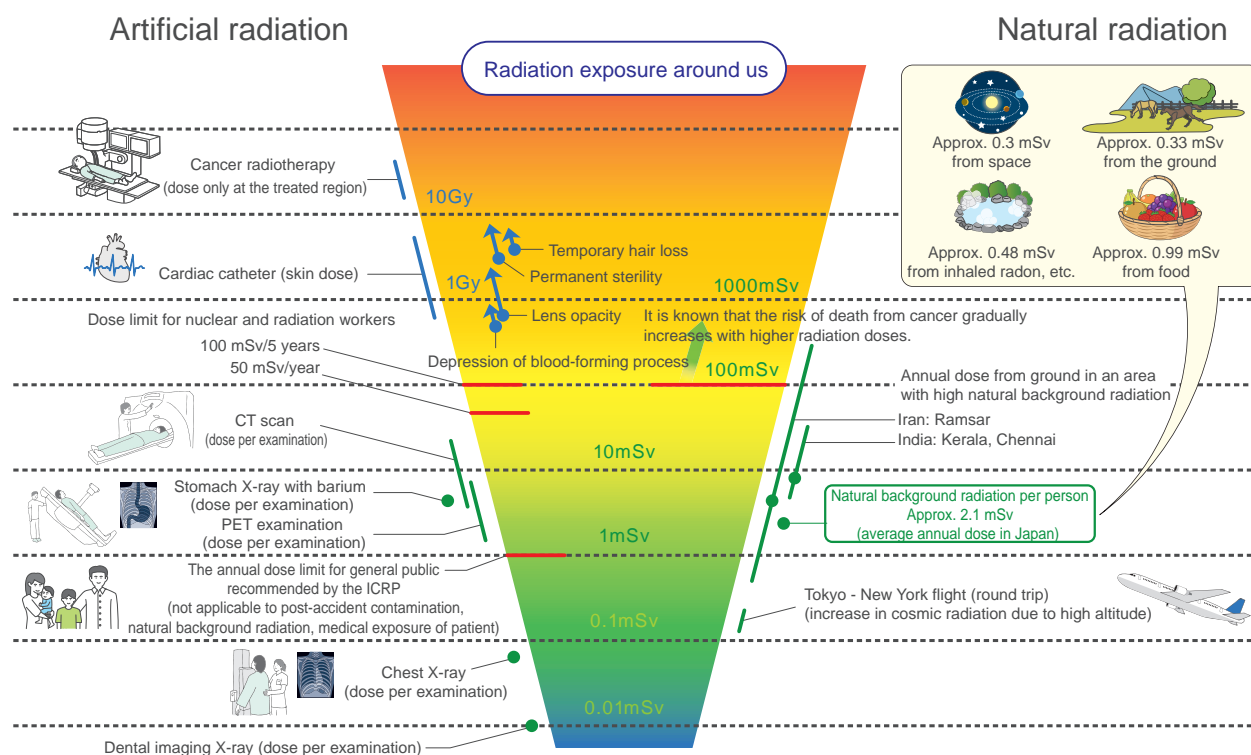 Artificial radiation
Natural radiation
Radiation exposure around us
Approx. 0.3 mSv
from space
Approx. 0.33 mSv
from the ground
Approx. 0.48 mSv
from inhaled radon, etc.
Approx. 0.99 mSv
from food
Cancer radiotherapy
(dose only at the treated region)
10Gy
Cardiac catheter (skin dose)
Temporary hair loss
Permanent sterility
1Gy
1000mSv
Lens opacity
Dose limit for nuclear and radiation workers
It is known that the risk of death from cancer gradually
increases with higher radiation doses.
100 mSv/5 years
50 mSv/year
Depression of blood-forming process
100mSv
Annual dose from ground in an area
with high natural background radiation
Iran: Ramsar
India: Kerala, Chennai
CT scan
(dose per examination)
10mSv
Stomach X-ray with barium
(dose per examination)
PET examination
(dose per examination)
Natural background radiation per person
Approx. 2.1 mSv
(average annual dose in Japan)
1mSv
The annual dose limit for general public
recommended by the ICRP
(not applicable to post-accident contamination,
natural background radiation, medical exposure of patient)
Tokyo - New York flight (round trip)
(increase in cosmic radiation due to high altitude)
0.1mSv
Chest X-ray
(dose per examination)
0.01mSv
Dental imaging X-ray (dose per examination)